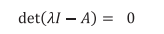 det(λI − A) = 0